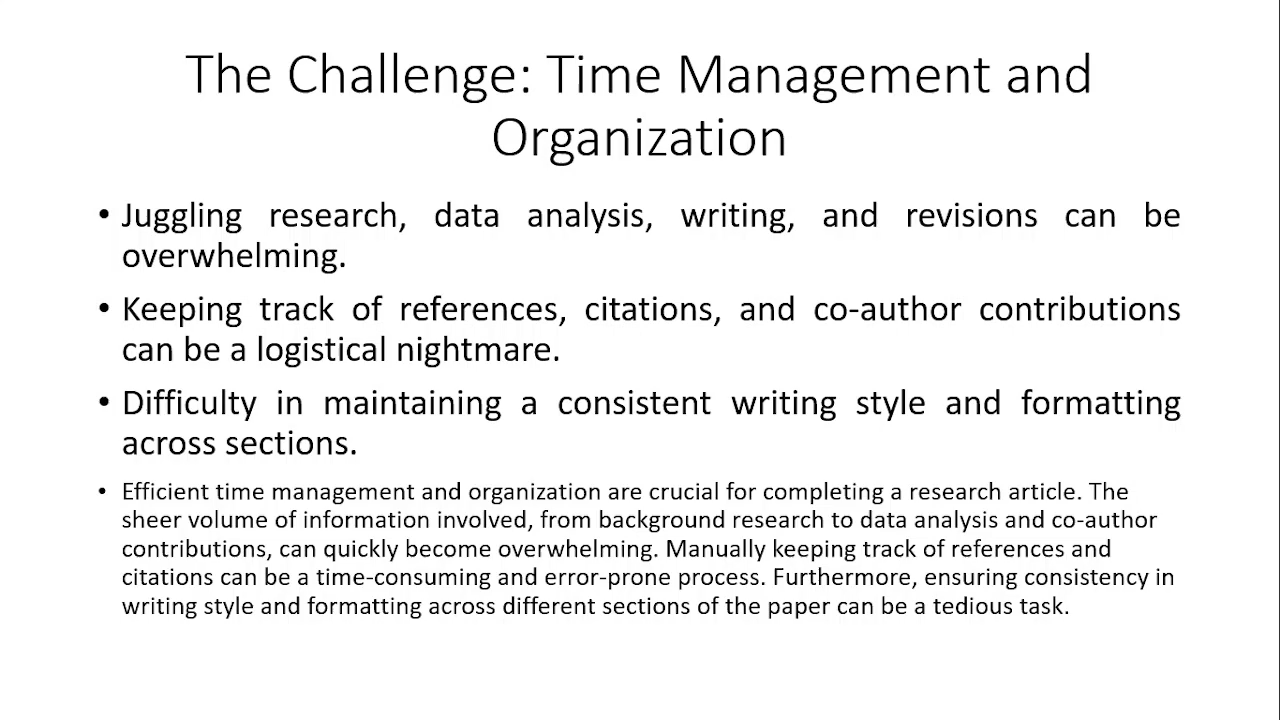 The Challenge: Time Management and
Organization
• Juggling research, data analysis, writing, and revisions can be
overwhelming.
• Keeping track of references, citations, and co-author contributions
can be a logistical nightmare.
• Difficulty in maintaining a consistent writing style and formatting
across sections.
• Efficient time management and organization are crucial for completing a research article. The
sheer volume of information involved, from background research to data analysis and co-author
contributions, can quickly become overwhelming. Manually keeping track of references and
citations can be a time-consuming and error-prone process. Furthermore, ensuring consistency in
writing style and formatting across different sections of the paper can be a tedious task.